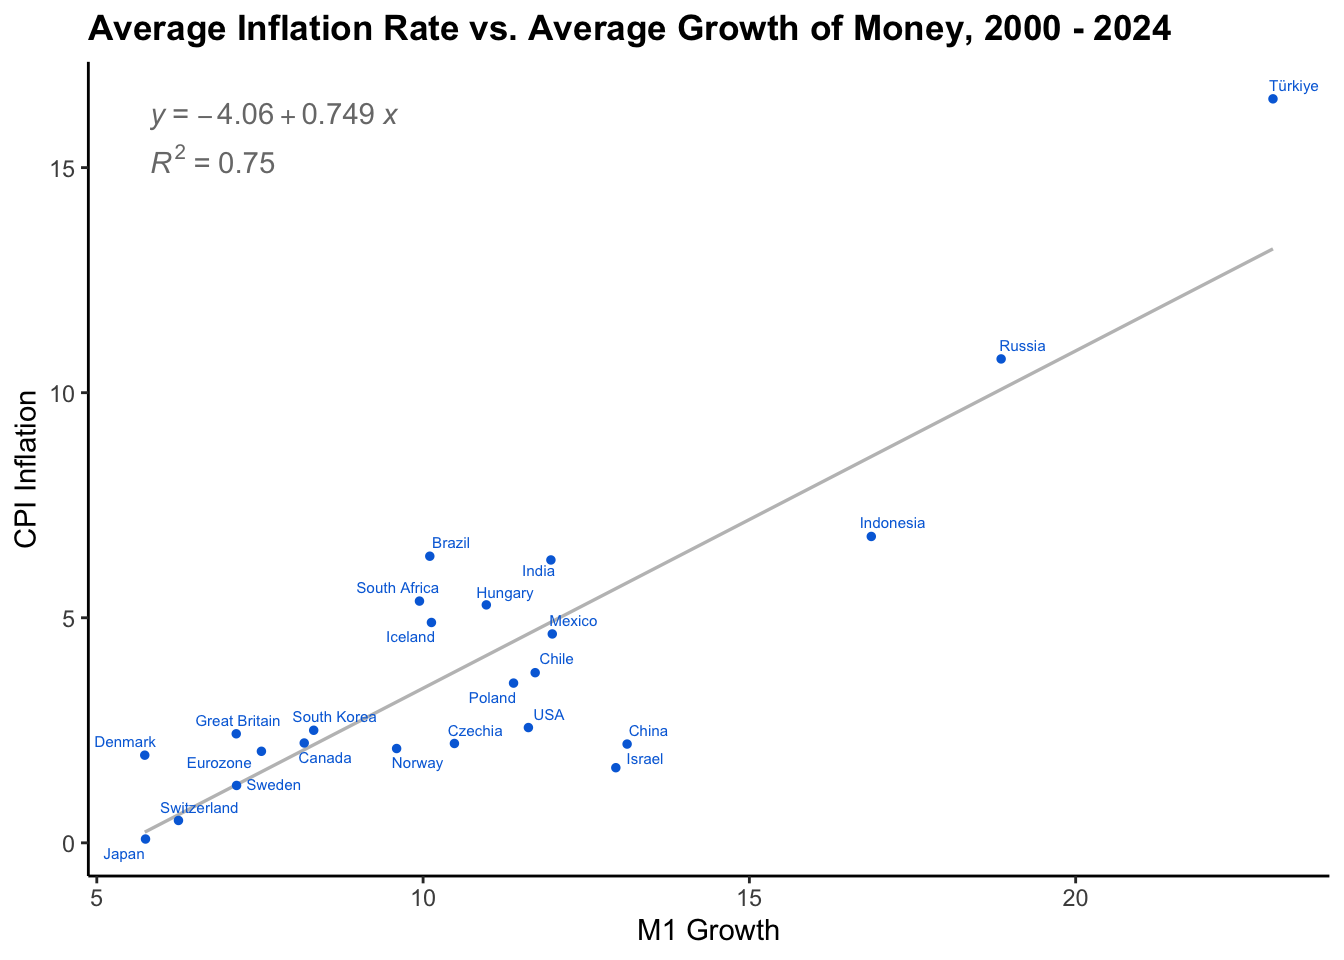 Average Inflation Rate vs. Average Growth of Money, 2000 - 2024
y = −4.06 + 0.749 x
R² = 0.75
CPI Inflation
15
10
5
0
Türkiye
Russia
Indonesia
Brazil
India
South Africa
Hungary
Iceland
Mexico
Chile
Poland
USA
Great Britain
South Korea
Czechia
China
Denmark
Eurozone
Canada
Norway
Israel
Sweden
Switzerland
Japan
5
10
15
20
M1 Growth